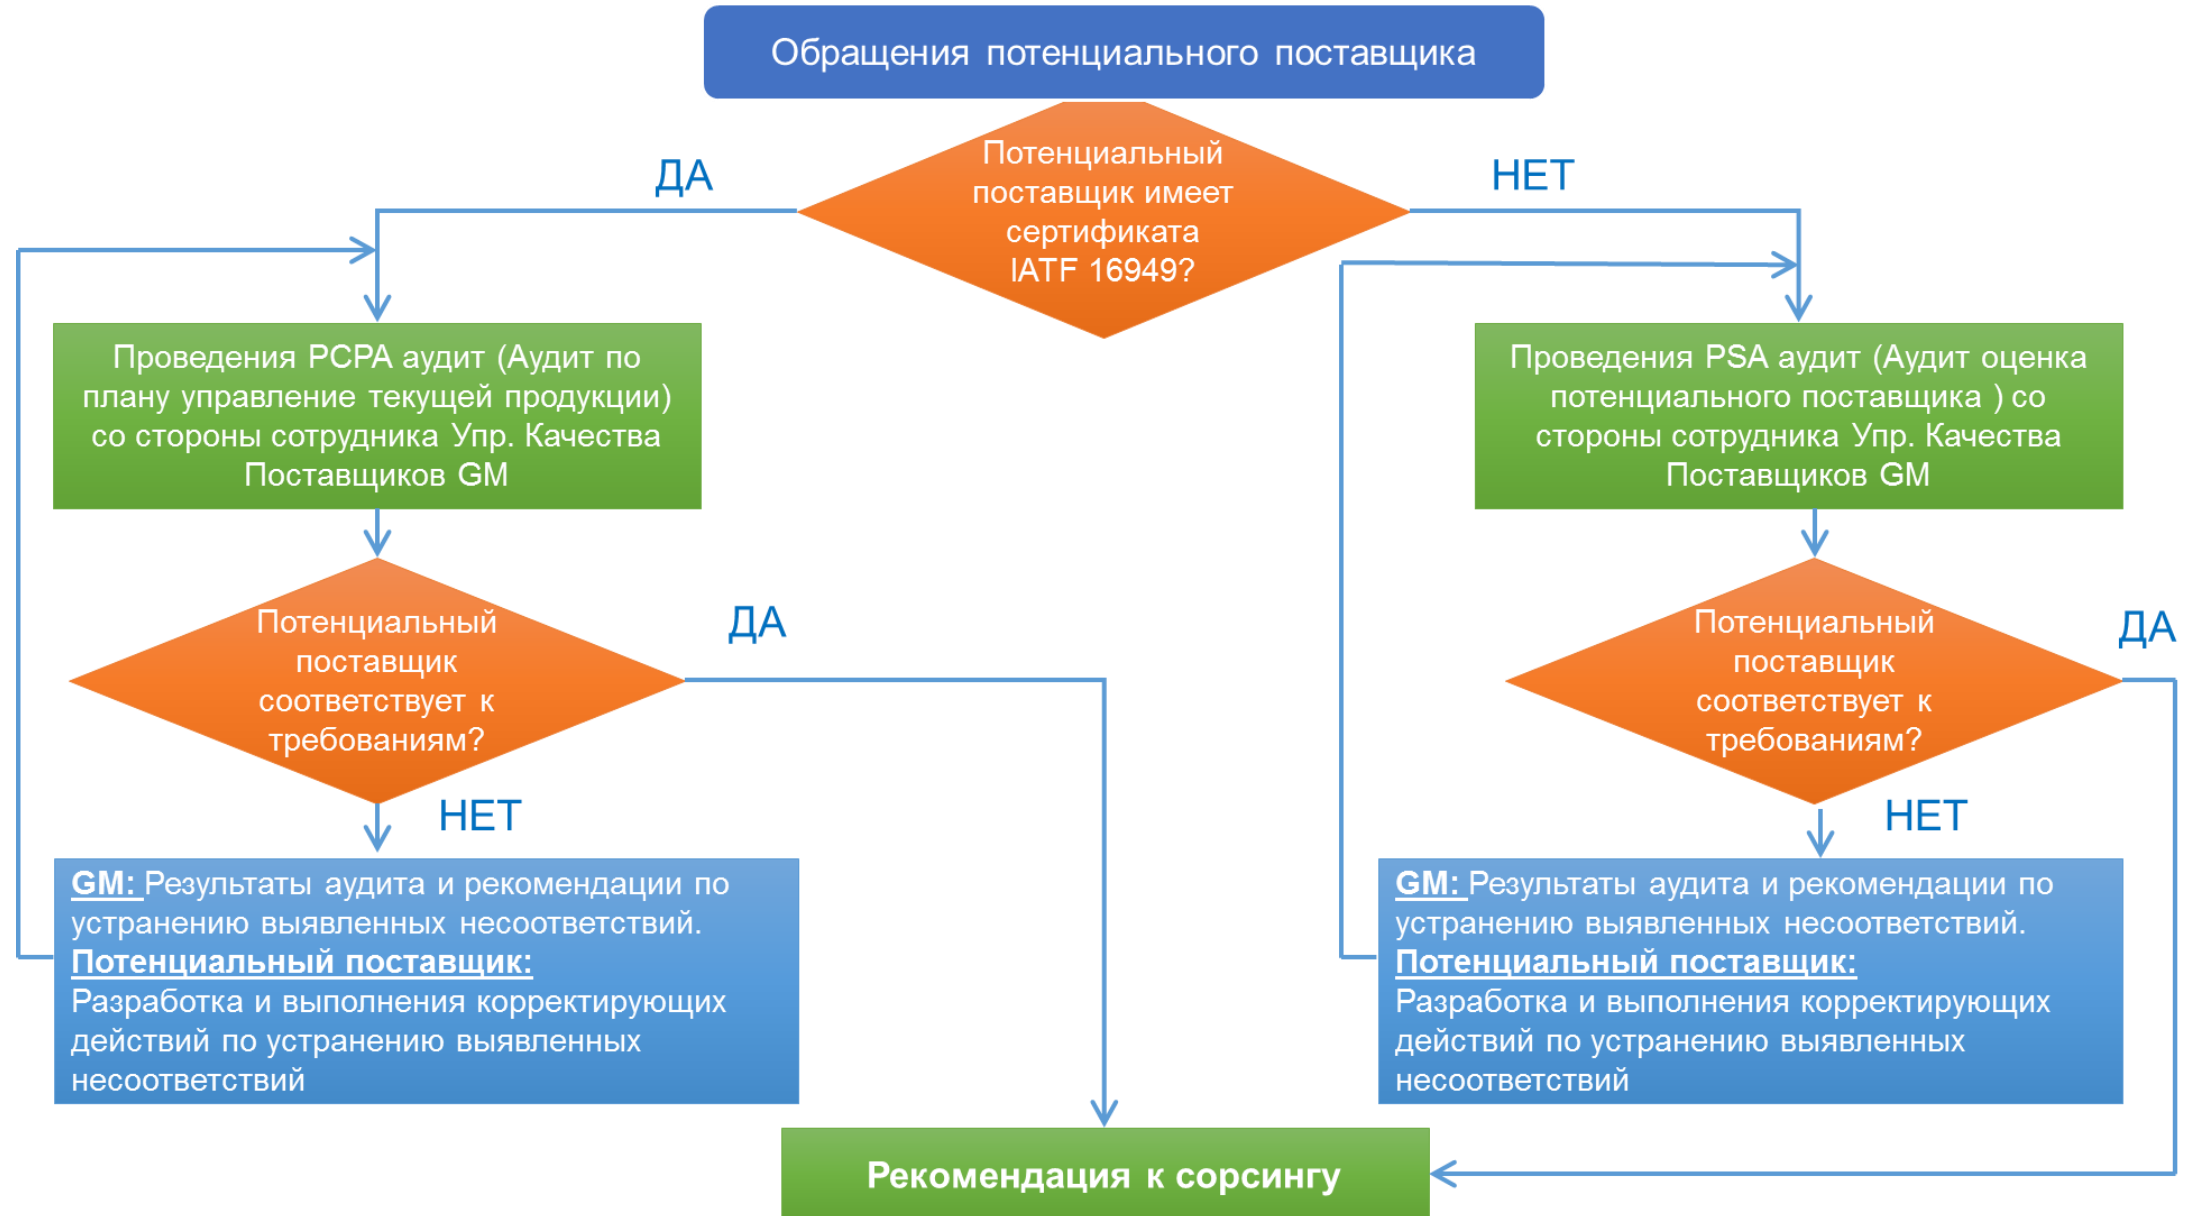 Обращения потенциального поставщика
Потенциальный
поставщик имеет
сертификата
IATF 16949?
ДА
НЕТ
Проведения PCPA аудит (Аудит по
плану управление текущей продукции)
со стороны сотрудника Упр. Качества
Поставщиков GM
Проведения PSA аудит (Аудит оценка
потенциального поставщика ) со
стороны сотрудника Упр. Качества
Поставщиков GM
Потенциальный
поставщик
соответствует к
требованиям?
ДА
НЕТ
Потенциальный
поставщик
соответствует к
требованиям?
ДА
НЕТ
GM: Результаты аудита и рекомендации по
устранению выявленных несоответствий.
Потенциальный поставщик:
Разработка и выполнения корректирующих
действий по устранению выявленных
несоответствий
GM: Результаты аудита и рекомендации по
устранению выявленных несоответствий.
Потенциальный поставщик:
Разработка и выполнения корректирующих
действий по устранению выявленных
несоответствий
Рекомендация к сорсингу